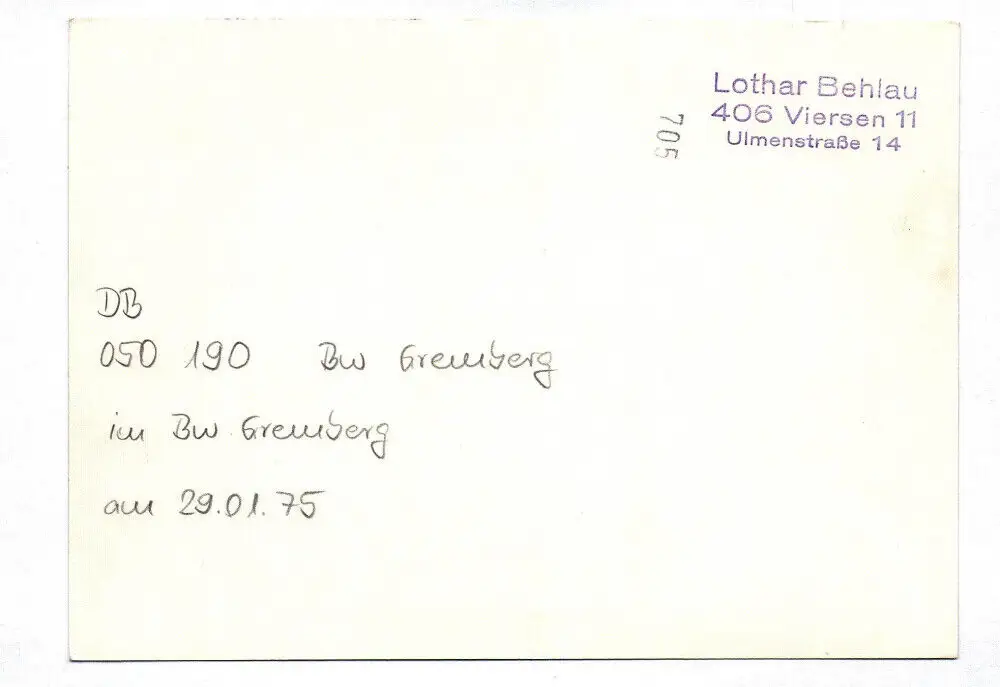 Lothar Behlau
406 Viersen 11
Ulmenstraße 14
705
DB
050 190 Bw Gremberg
im Bw Gremberg
am 29.01.75